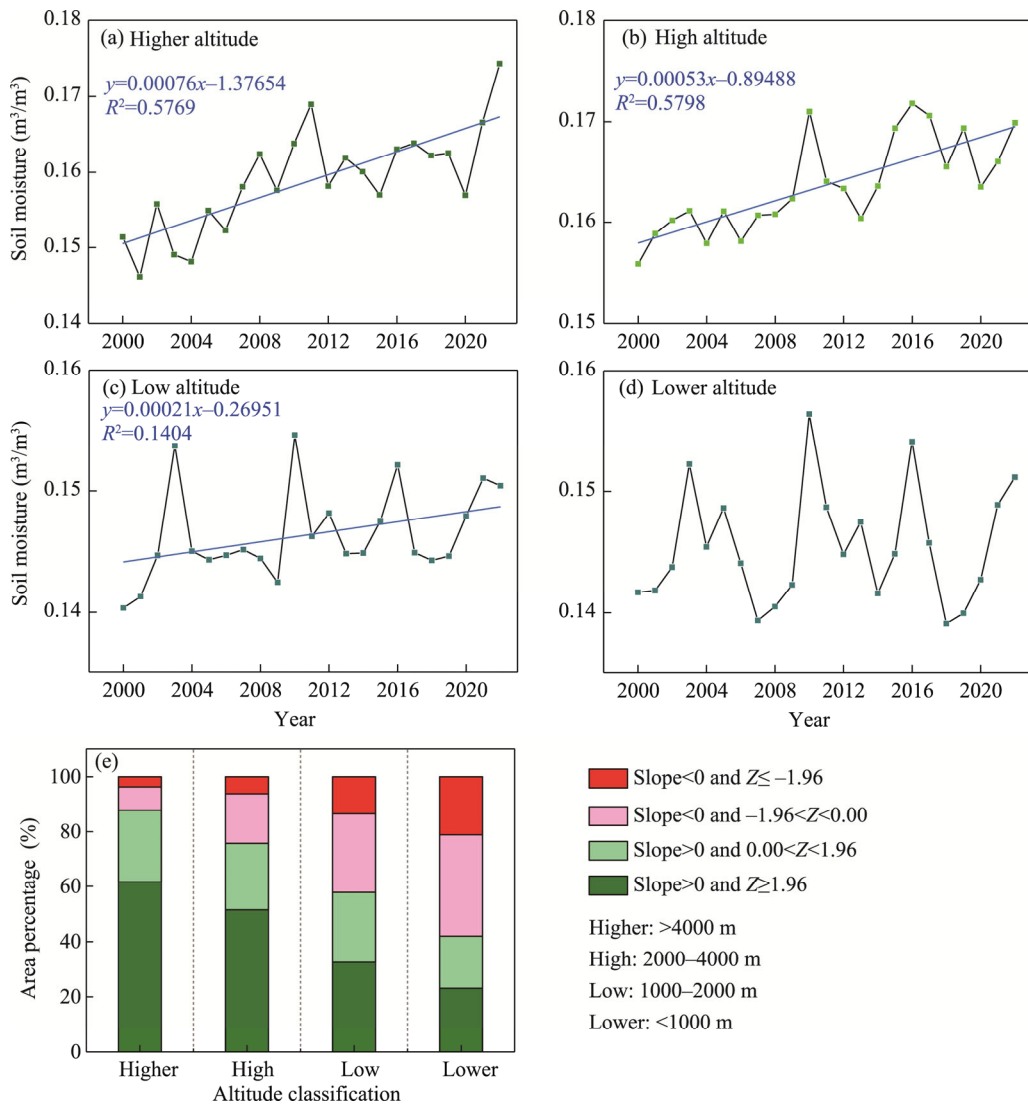 (a) Higher altitude
y=0.00076x–1.37654
R²=0.5769
Soil moisture (m³/m³)
0.18
0.17
0.16
0.15
0.14
2000 2004 2008 2012 2016 2020
(b) High altitude
y=0.00053x–0.89488
R²=0.5798
0.18
0.17
0.16
0.15
2000 2004 2008 2012 2016 2020
(c) Low altitude
y=0.00021x–0.26951
R²=0.1404
Soil moisture (m³/m³)
0.16
0.15
0.14
2000 2004 2008 2012 2016 2020
Year
(d) Lower altitude
0.16
0.15
0.14
2000 2004 2008 2012 2016 2020
Year
(e)
Area percentage (%)
100
80
60
40
20
0
Higher High Low Lower
Altitude classification
Slope<0 and Z≤ –1.96
Slope<0 and –1.96<Z<0.00
Slope>0 and 0.00<Z<1.96
Slope>0 and Z≥1.96
Higher: >4000 m
High: 2000–4000 m
Low: 1000–2000 m
Lower: <1000 m